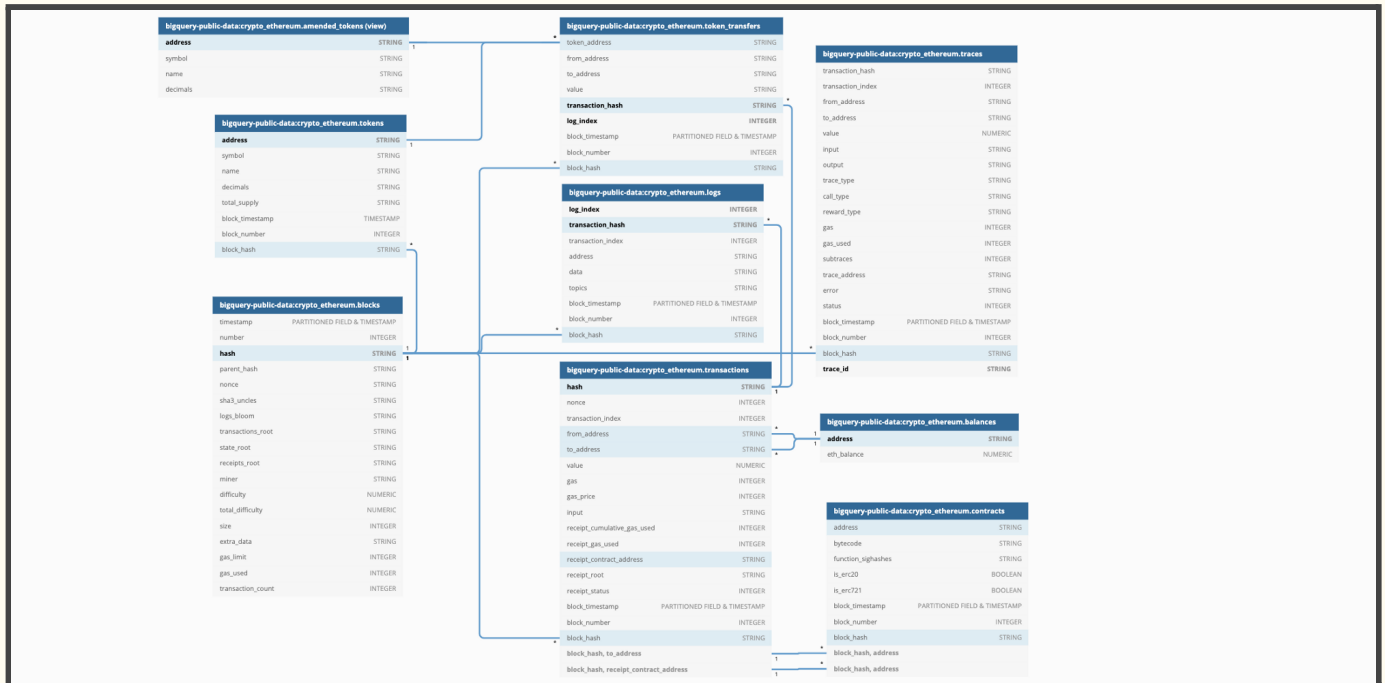 bigquery-public-data:crypto_ethereum.amended_tokens (view)
address STRING
1
symbol STRING
name STRING
decimals STRING
bigquery-public-data:crypto_ethereum.tokens
address STRING
1
symbol STRING
name STRING
decimals STRING
total_supply STRING
block_timestamp TIMESTAMP
block_number INTEGER
*
block_hash STRING
bigquery-public-data:crypto_ethereum.blocks
timestamp PARTITIONED FIELD & TIMESTAMP
number INTEGER
1
hash STRING
1
parent_hash STRING
nonce STRING
sha3_uncles STRING
logs_bloom STRING
transactions_root STRING
state_root STRING
receipts_root STRING
miner STRING
difficulty NUMERIC
total_difficulty NUMERIC
size INTEGER
extra_data STRING
gas_limit INTEGER
gas_used INTEGER
transaction_count INTEGER
bigquery-public-data:crypto_ethereum.token_transfers
*
token_address STRING
from_address STRING
to_address STRING
value STRING
*
transaction_hash STRING
log_index INTEGER
block_timestamp PARTITIONED FIELD & TIMESTAMP
block_number INTEGER
*
block_hash STRING
bigquery-public-data:crypto_ethereum.logs
log_index INTEGER
*
transaction_hash STRING
transaction_index INTEGER
address STRING
data STRING
topics STRING
block_timestamp PARTITIONED FIELD & TIMESTAMP
block_number INTEGER
*
block_hash STRING
bigquery-public-data:crypto_ethereum.transactions
hash STRING
1
nonce INTEGER
transaction_index INTEGER
*
from_address STRING
to_address STRING
*
value NUMERIC
gas INTEGER
gas_price INTEGER
input STRING
receipt_cumulative_gas_used INTEGER
receipt_gas_used INTEGER
receipt_contract_address STRING
receipt_root STRING
receipt_status INTEGER
block_timestamp PARTITIONED FIELD & TIMESTAMP
block_number INTEGER
block_hash STRING
*
block_hash, to_address
1
block_hash, receipt_contract_address
1
bigquery-public-data:crypto_ethereum.traces
transaction_hash STRING
transaction_index INTEGER
from_address STRING
to_address STRING
value NUMERIC
input STRING
output STRING
trace_type STRING
call_type STRING
reward_type STRING
gas INTEGER
gas_used INTEGER
subtraces INTEGER
trace_address STRING
error STRING
status INTEGER
block_timestamp PARTITIONED FIELD & TIMESTAMP
block_number INTEGER
*
block_hash STRING
trace_id STRING
bigquery-public-data:crypto_ethereum.balances
1
address STRING
1
eth_balance NUMERIC
bigquery-public-data:crypto_ethereum.contracts
address STRING
bytecode STRING
function_sighashes STRING
is_erc20 BOOLEAN
is_erc721 BOOLEAN
block_timestamp PARTITIONED FIELD & TIMESTAMP
block_number INTEGER
block_hash STRING
*
block_hash, address
*
block_hash, address